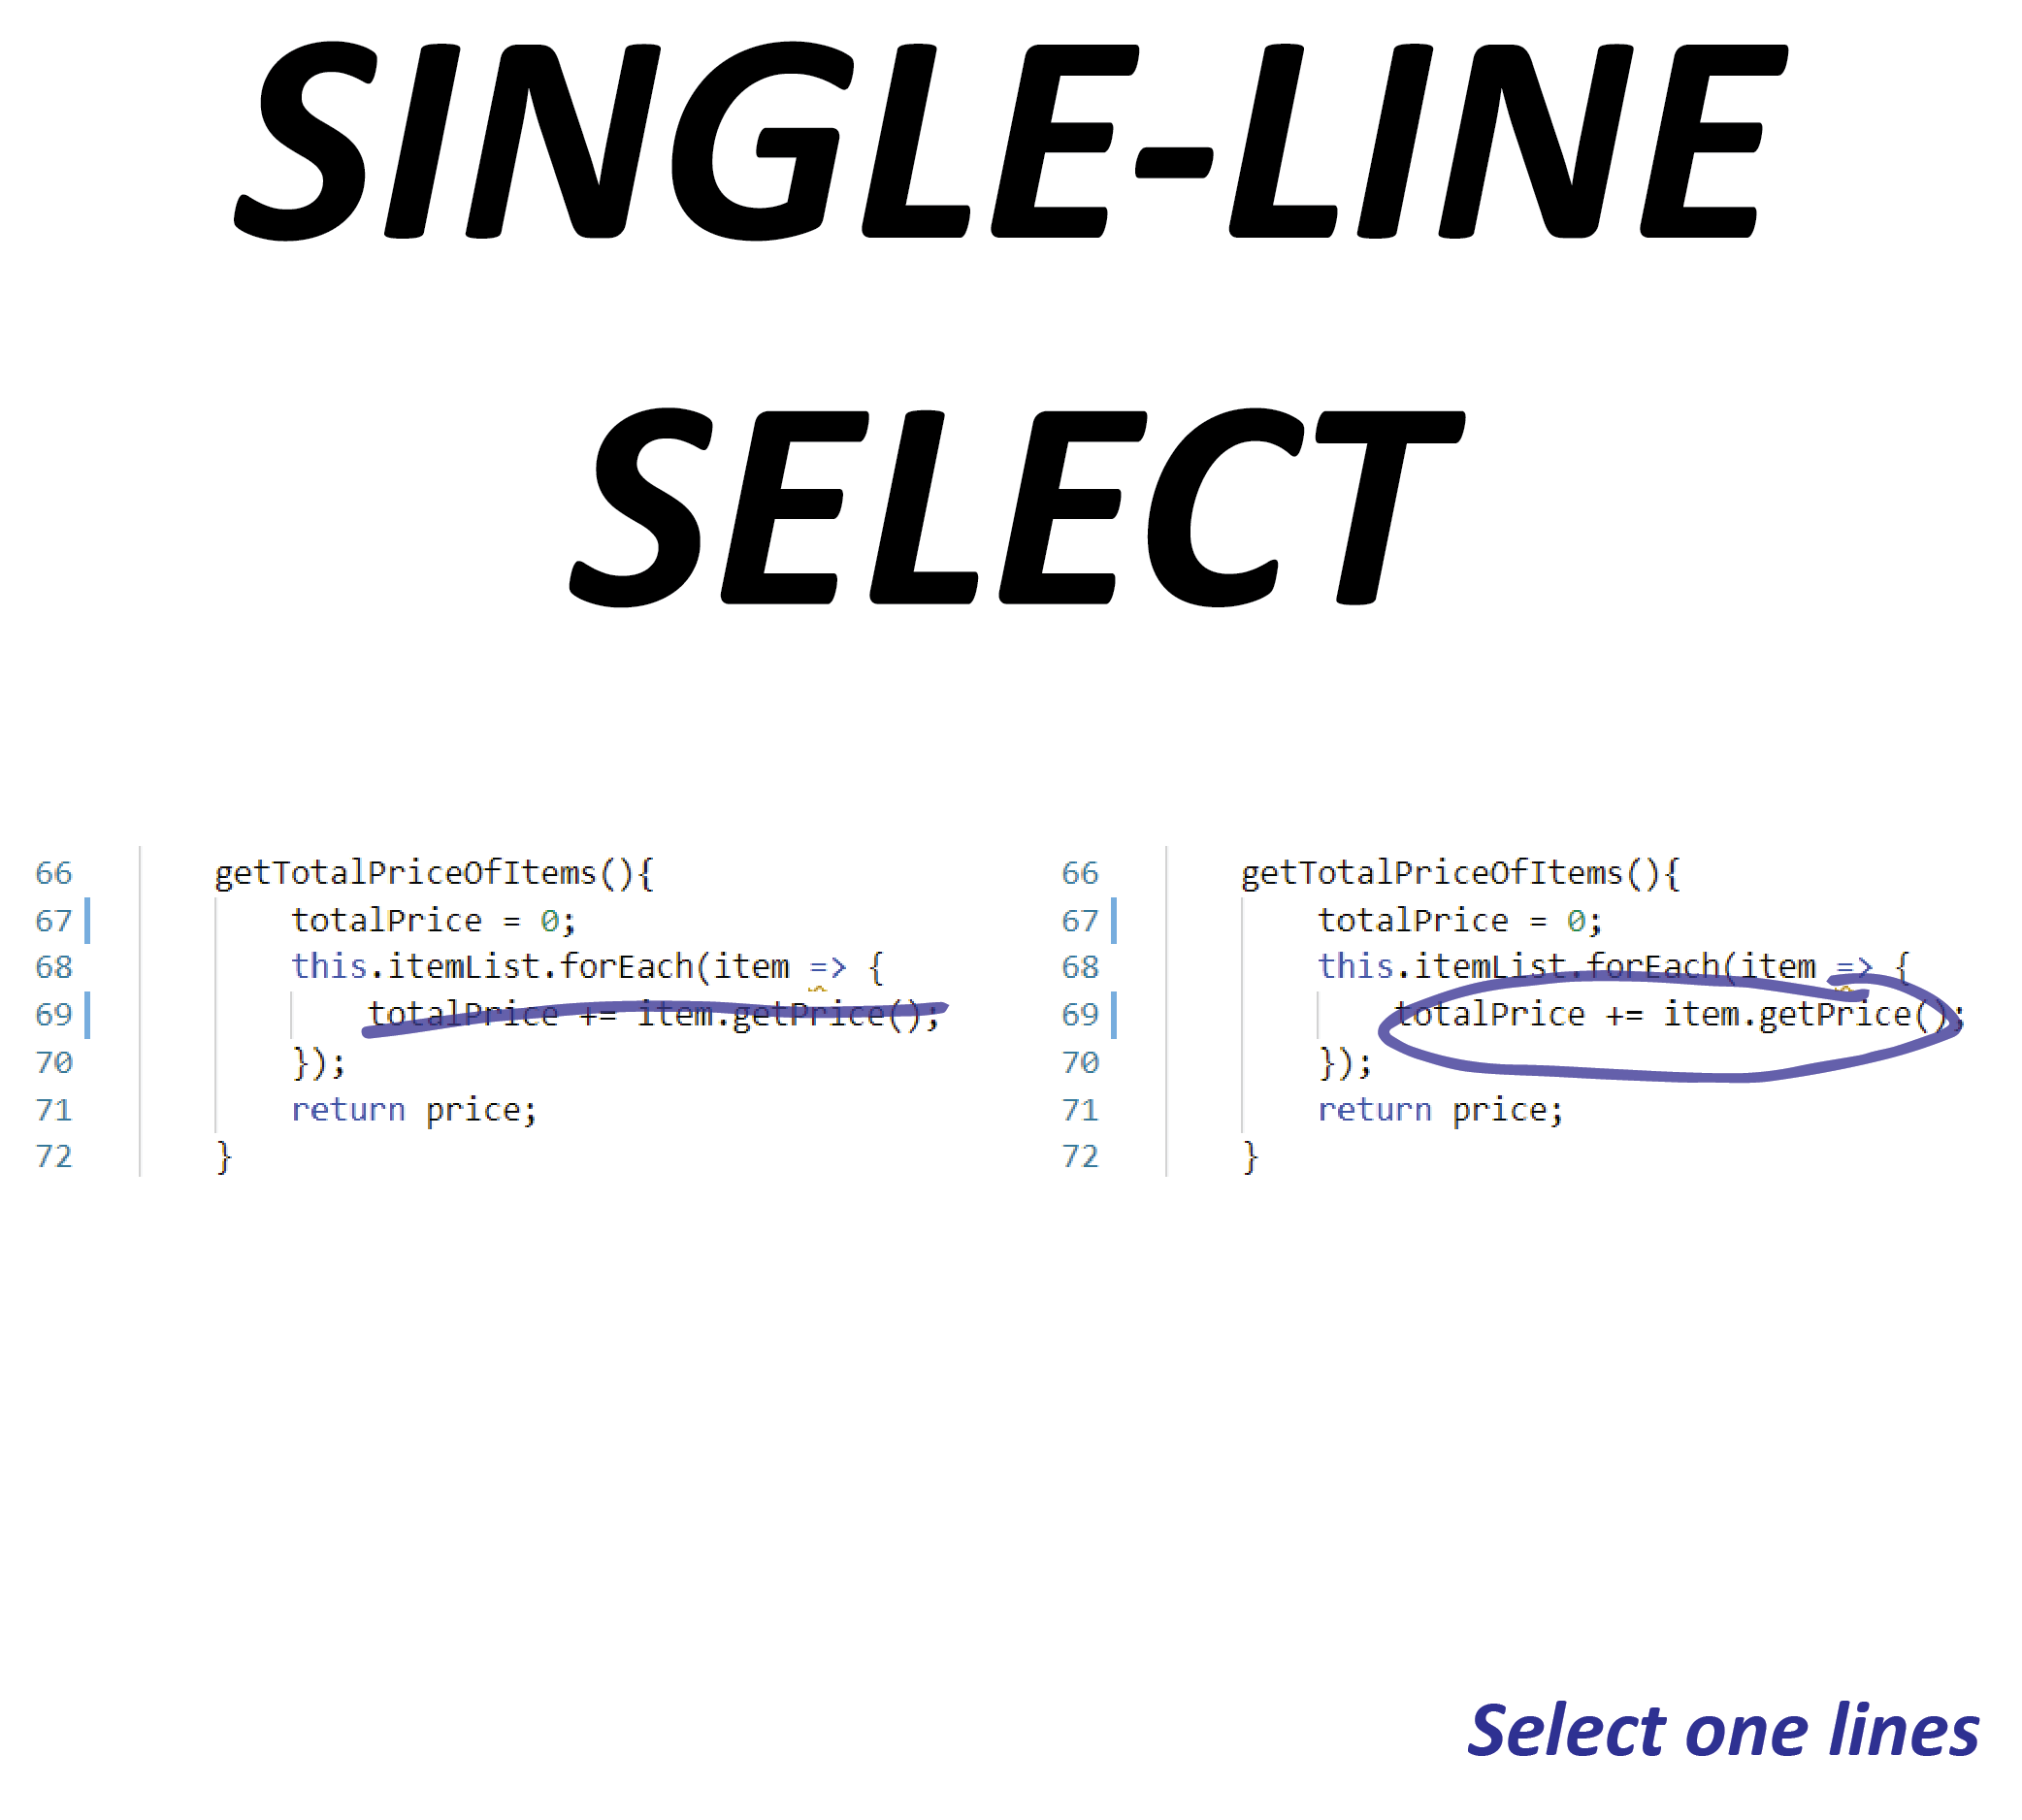 SINGLE-LINE
SELECT
66 getTotalPriceOfItems(){
67 totalPrice = 0;
68 this.itemList.forEach(item => {
69 totalPrice += item.getPrice();
70 });
71 return price;
72 }
66 getTotalPriceOfItems(){
67 totalPrice = 0;
68 this.itemList.forEach(item => {
69 totalPrice += item.getPrice();
70 });
71 return price;
72 }
Select one lines